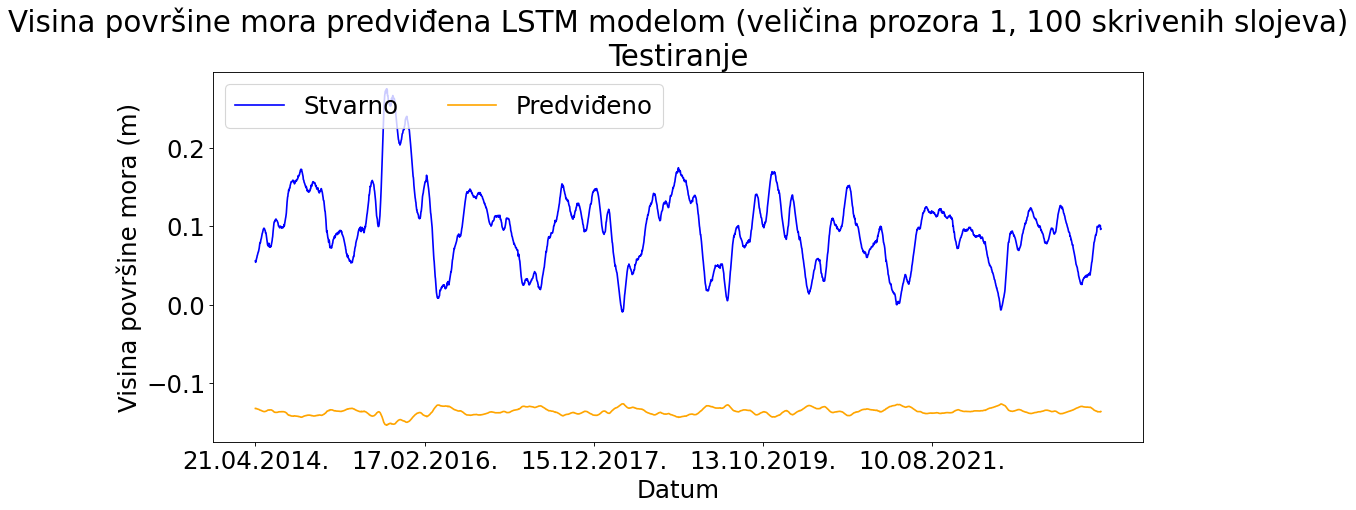 Visina površine mora predviđena LSTM modelom (veličina prozora 1, 100 skrivenih slojeva)
Testiranje
Stvarno
Predviđeno
Visina površine mora (m)
0.2
0.1
0.0
−0.1
21.04.2014.
17.02.2016.
15.12.2017.
13.10.2019.
10.08.2021.
Datum